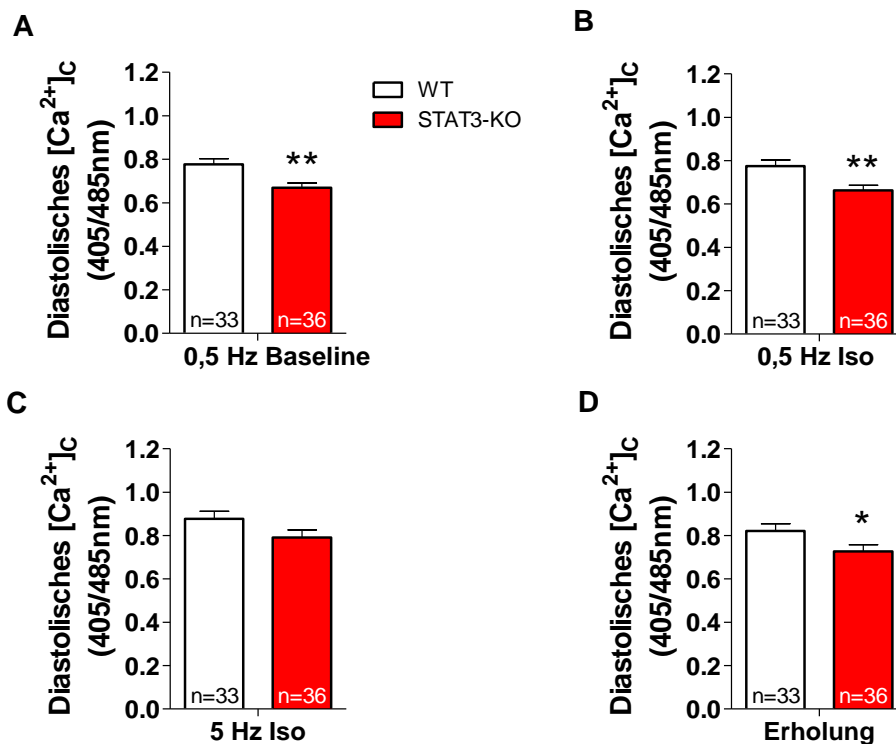 A
Diastolisches [Ca2+]C
(405/485nm)
1.2
1.0
0.8
0.6
0.4
0.2
0.0
**
n=33
n=36
0,5 Hz Baseline
WT
STAT3-KO
B
Diastolisches [Ca2+]C
(405/485nm)
1.2
1.0
0.8
0.6
0.4
0.2
0.0
**
n=33
n=36
0,5 Hz Iso
C
Diastolisches [Ca2+]C
(405/485nm)
1.2
1.0
0.8
0.6
0.4
0.2
0.0
n=33
n=36
5 Hz Iso
D
Diastolisches [Ca2+]C
(405/485nm)
1.2
1.0
0.8
0.6
0.4
0.2
0.0
*
n=33
n=36
Erholung